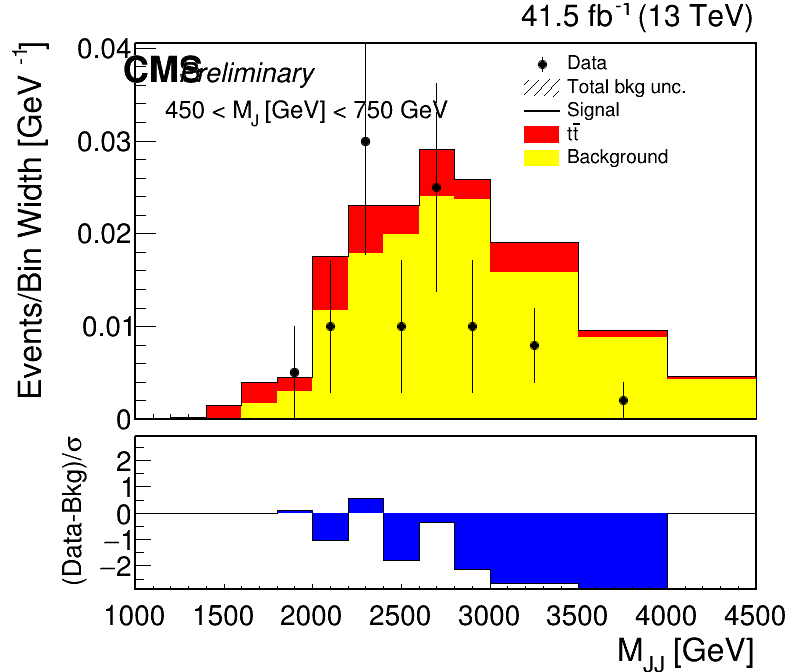 41.5 fb⁻¹ (13 TeV)
CMS Preliminary
450 < M_J [GeV] < 750 GeV
Data
Total bkg unc.
Signal
tt̄
Background
Events/Bin Width [GeV⁻¹]
0.04
0.03
0.02
0.01
0
(Data-Bkg)/σ
2
1
0
−1
−2
1000 1500 2000 2500 3000 3500 4000 4500
M_JJ [GeV]